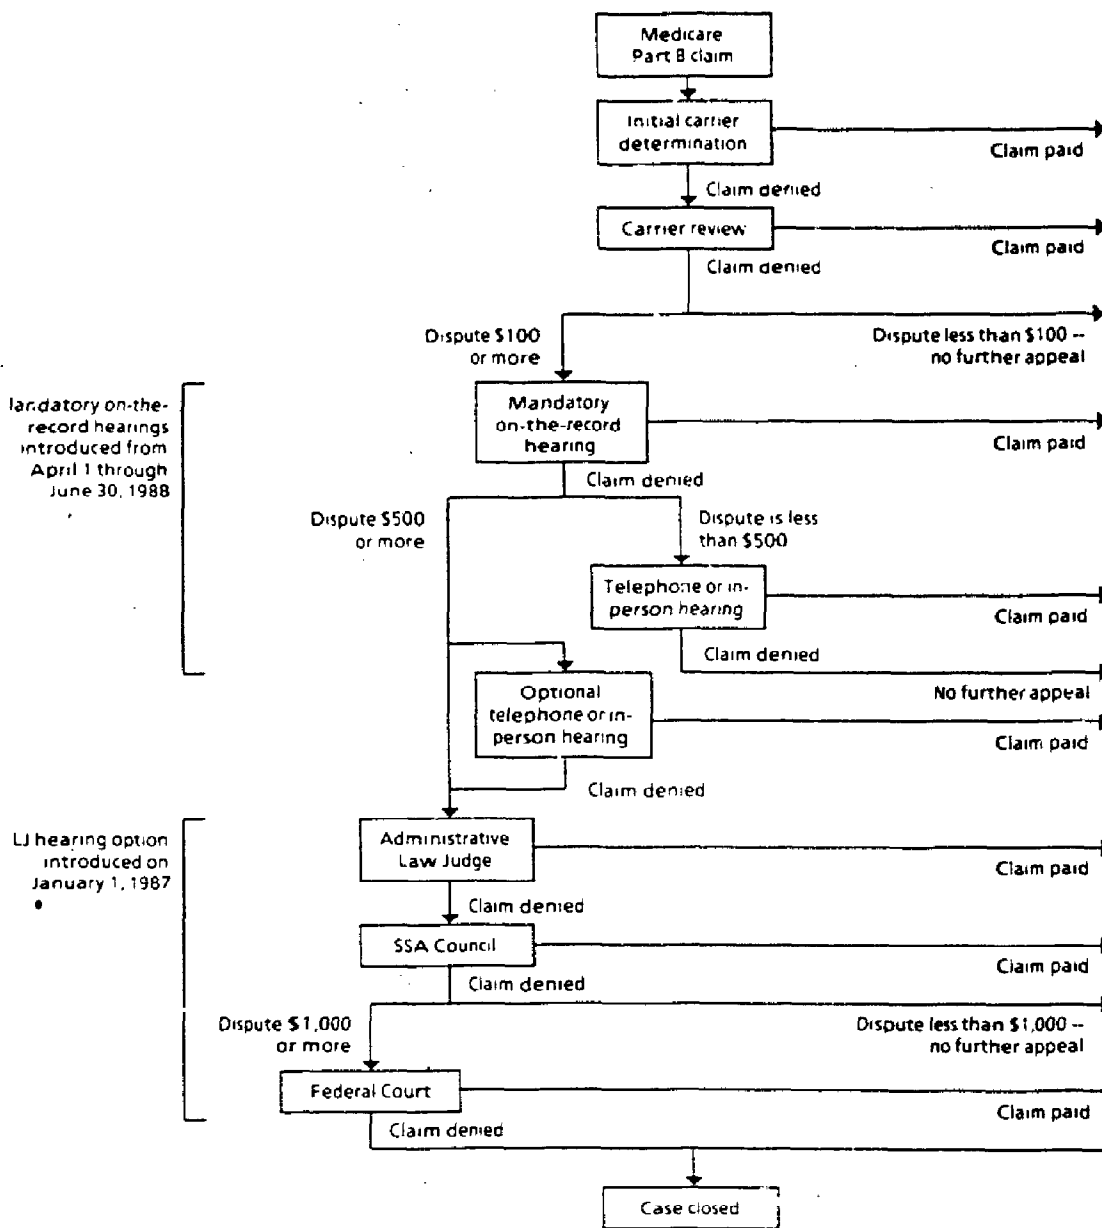 Medicare
Part B claim
Initial carrier
determination
Claim paid
Claim denied
Carrier review
Claim paid
Claim denied
Dispute $100
or more
Dispute less than $100 --
no further appeal
landatory on-the-
record hearings
introduced from
April 1 through
June 30, 1988
Mandatory
on-the-record
hearing
Claim paid
Claim denied
Dispute $500
or more
Dispute is less
than $500
Telephone or in-
person hearing
Claim paid
Claim denied
No further appeal
Optional
telephone or in-
person hearing
Claim paid
Claim denied
LJ hearing option
introduced on
January 1, 1987
Administrative
Law Judge
Claim paid
Claim denied
SSA Council
Claim paid
Claim denied
Dispute $1,000
or more
Dispute less than $1,000 --
no further appeal
Federal Court
Claim paid
Claim denied
Case closed